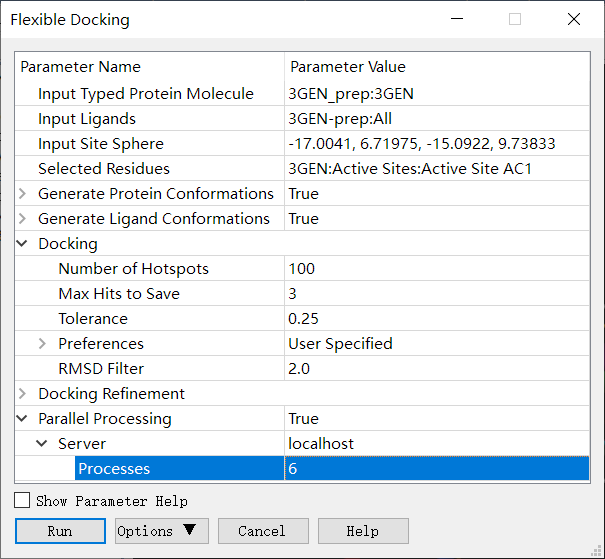 Flexible Docking
Parameter Name Parameter Value
Input Typed Protein Molecule 3GEN_prep:3GEN
Input Ligands 3GEN-prep:All
Input Site Sphere -17.0041, 6.71975, -15.0922, 9.73833
Selected Residues 3GEN:Active Sites:Active Site AC1
Generate Protein Conformations True
Generate Ligand Conformations True
Docking
Number of Hotspots 100
Max Hits to Save 3
Tolerance 0.25
Preferences User Specified
RMSD Filter 2.0
Docking Refinement
Parallel Processing True
Server localhost
Processes 6
Show Parameter Help
Run Options ▼ Cancel Help